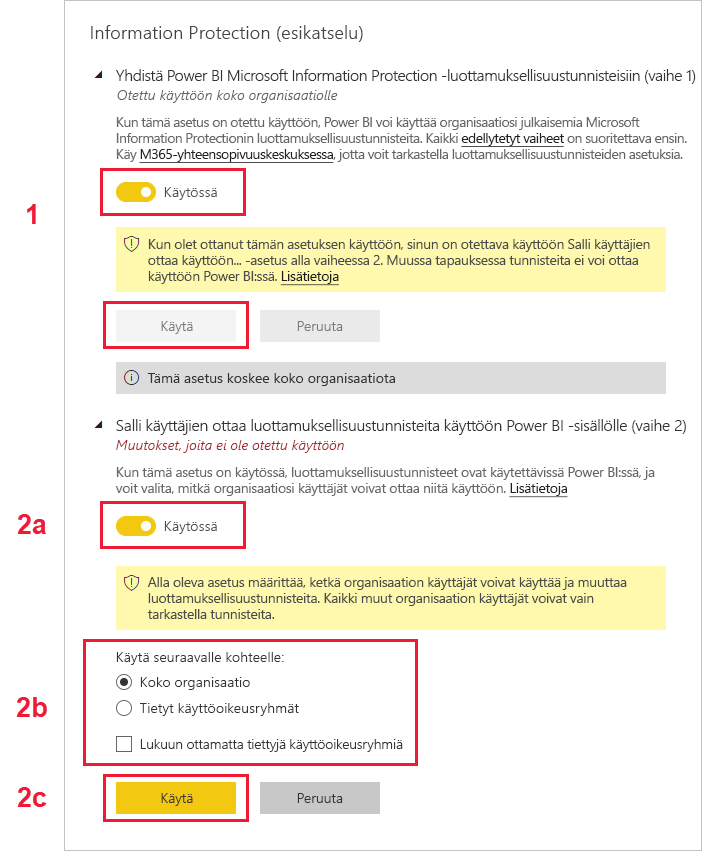 Information Protection (esikatselu)
Yhdistä Power BI Microsoft Information Protection -luottamuksellisuustunnisteisiin (vaihe 1)
Otettu käyttöön koko organisaatiolle
Kun tämä asetus on otettu käyttöön, Power BI voi käyttää organisaatiosi julkaisemia Microsoft
Information Protectionin luottamuksellisuustunnisteita. Kaikki edellytetyt vaiheet on suoritettava ensin.
Käy M365-yhteensopivuuskeskuksessa, jotta voit tarkastella luottamuksellisuustunnisteiden asetuksia.
1
Käytössä
Kun olet ottanut tämän asetuksen käyttöön, sinun on otettava käyttöön Salli käyttäjien
ottaa käyttöön... -asetus alla vaiheessa 2. Muussa tapauksessa tunnisteita ei voi ottaa
käyttöön Power BI:ssä. Lisätietoja
Käytä
Peruuta
Tämä asetus koskee koko organisaatiota
Salli käyttäjien ottaa luottamuksellisuustunnisteita käyttöön Power BI -sisällölle (vaihe 2)
Muutokset, joita ei ole otettu käyttöön
Kun tämä asetus on käytössä, luottamuksellisuustunnisteet ovat käytettävissä Power BI:ssä, ja
voit valita, mitkä organisaatiosi käyttäjät voivat ottaa niitä käyttöön. Lisätietoja
2a
Käytössä
Alla oleva asetus määrittää, ketkä organisaation käyttäjät voivat käyttää ja muuttaa
luottamuksellisuustunnisteita. Kaikki muut organisaation käyttäjät voivat vain
tarkastella tunnisteita.
Käytä seuraavalle kohteelle:
Koko organisaatio
2b
Tietyt käyttöoikeusryhmät
Lukuun ottamatta tiettyjä käyttöoikeusryhmiä
2c
Käytä
Peruuta